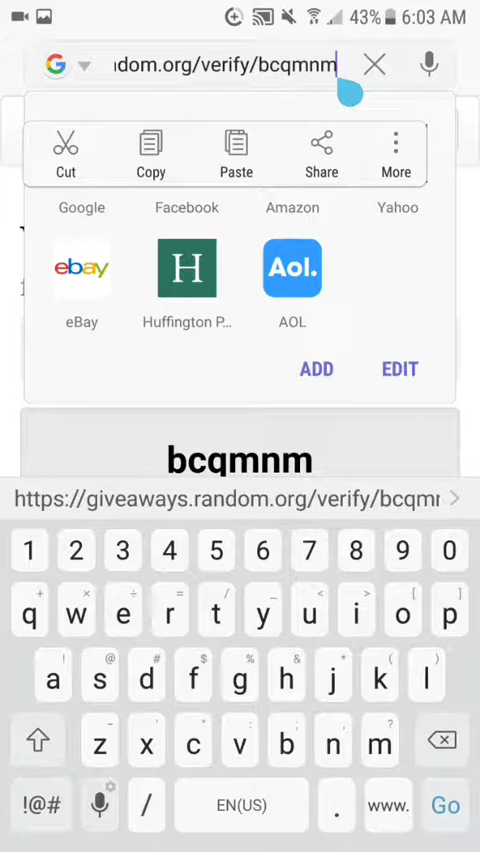 43% 6:03 AM
ndom.org/verify/bcqmnm
Cut Copy Paste Share More
Google Facebook Amazon Yahoo
ebay H Aol.
eBay Huffington P... AOL
ADD EDIT
bcqmnm
https://giveaways.random.org/verify/bcqmr
1 2 3 4 5 6 7 8 9 0
+ × ÷ = / _ < > [ ]
q w e r t y u i o p
! @ # $ % & * ( )
a s d f g h j k l
- ' " : ; , ?
z x c v b n m
!@# / EN(US) . www. Go